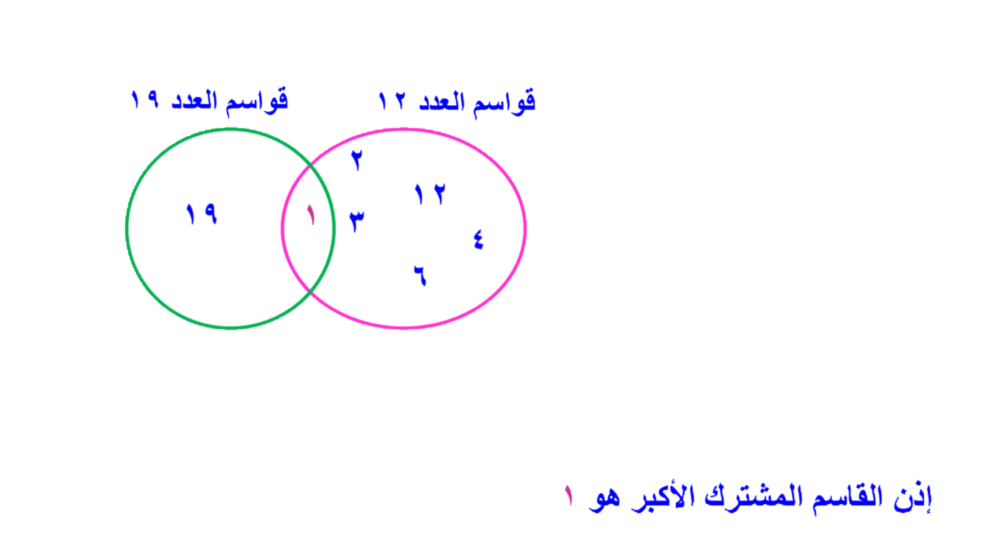 قواسم العدد ١٢
قواسم العدد ١٩
٢
١٢
١٩
١
٣
٤
٦
إذن القاسم المشترك الأكبر هو ١